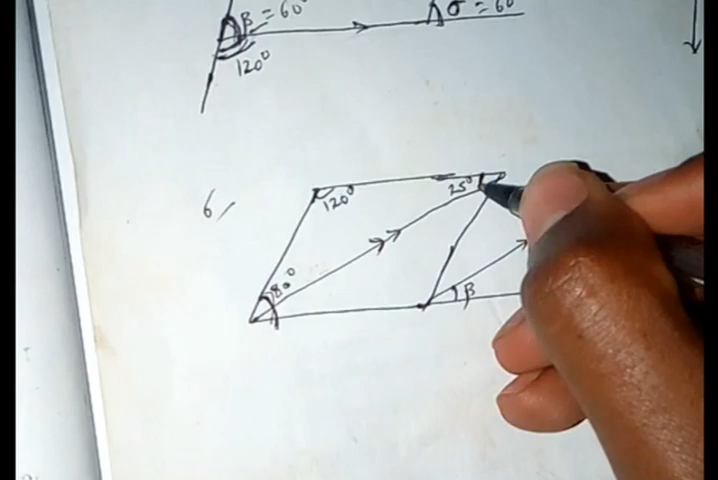 β = 60° σ = 60
120°
6,
120° 25°
80° β